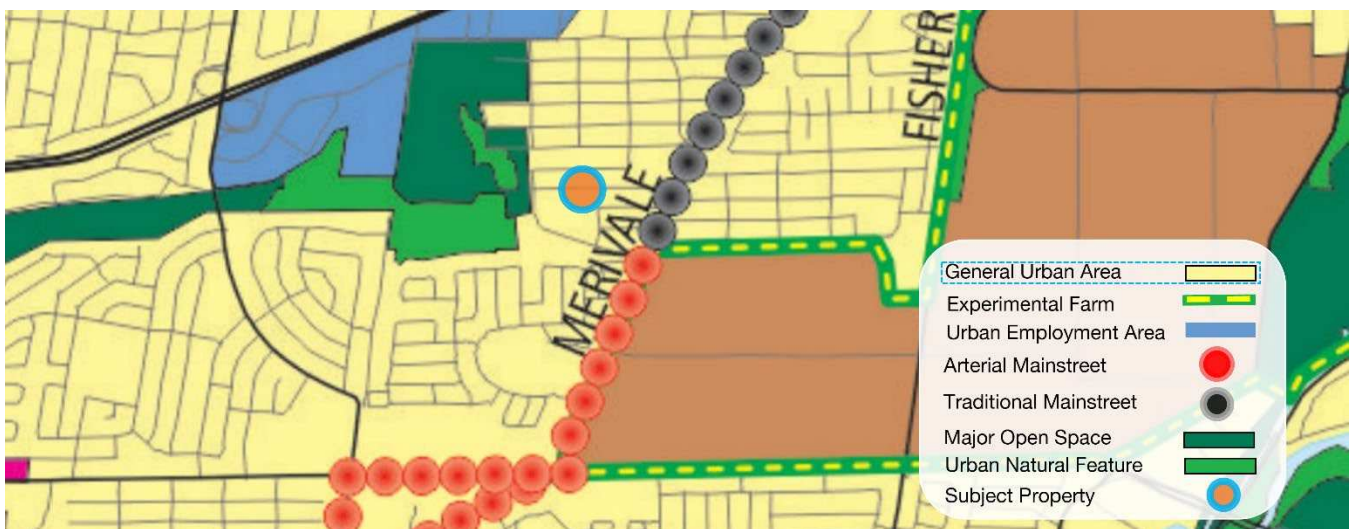 FISHER
MERIVALE
General Urban Area
Experimental Farm
Urban Employment Area
Arterial Mainstreet
Traditional Mainstreet
Major Open Space
Urban Natural Feature
Subject Property